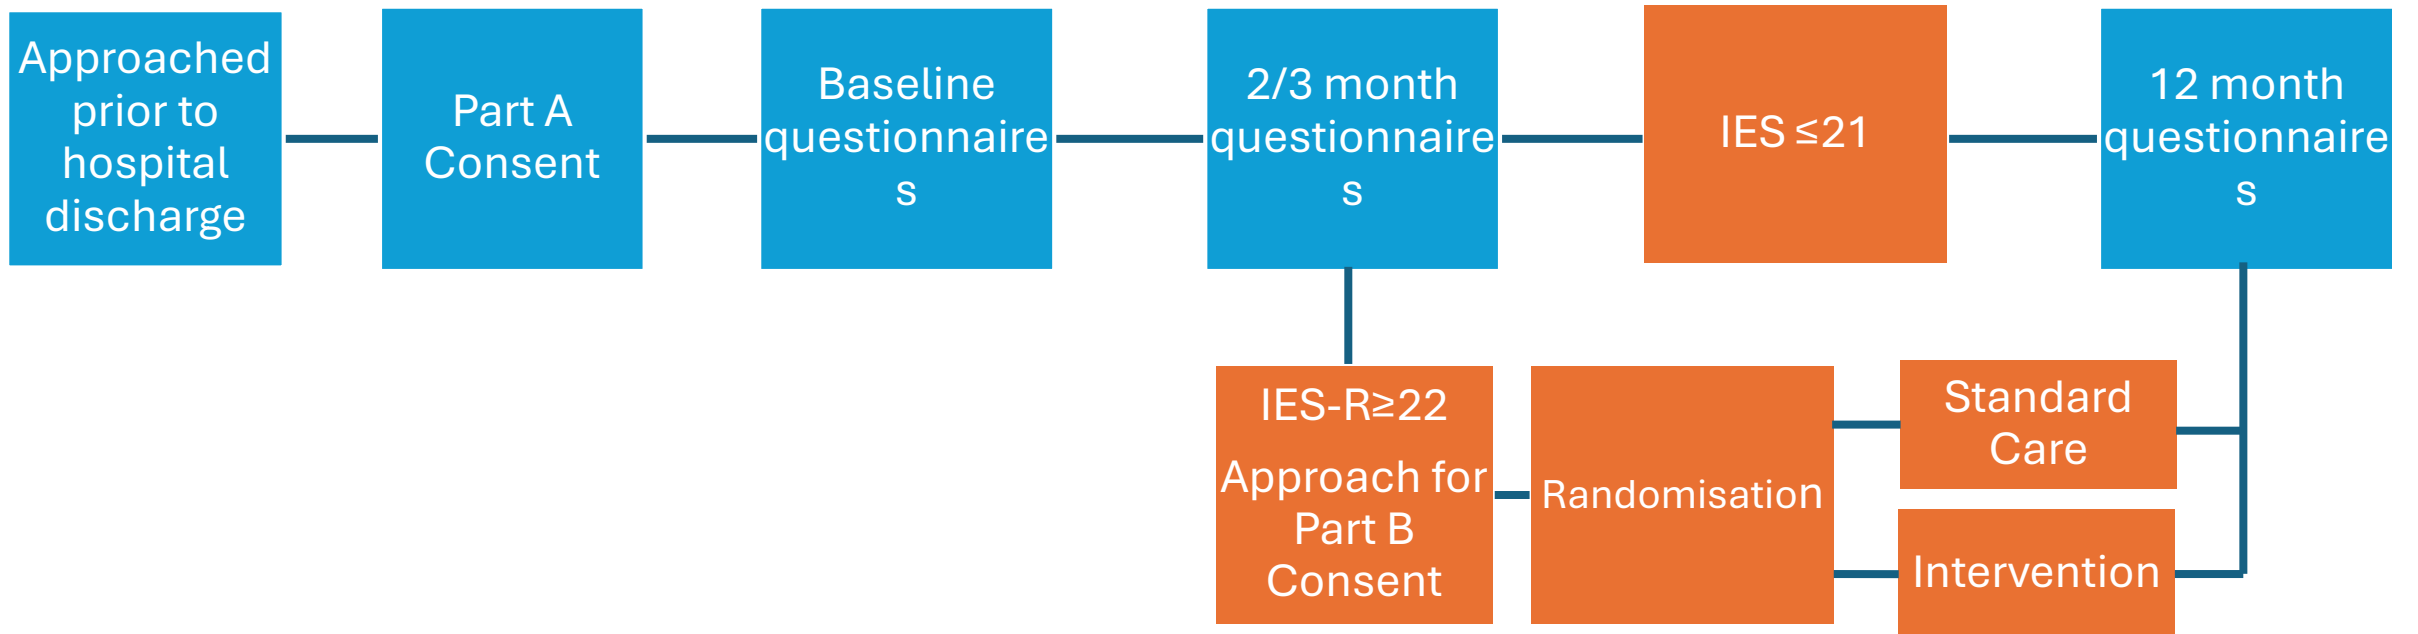 Approached
prior to
hospital
discharge
Part A
Consent
Baseline
questionnaire
s
2/3 month
questionnaire
s
IES ≤21
12 month
questionnaire
s
IES-R≥22
Approach for
Part B
Consent
Randomisation
Standard
Care
Intervention